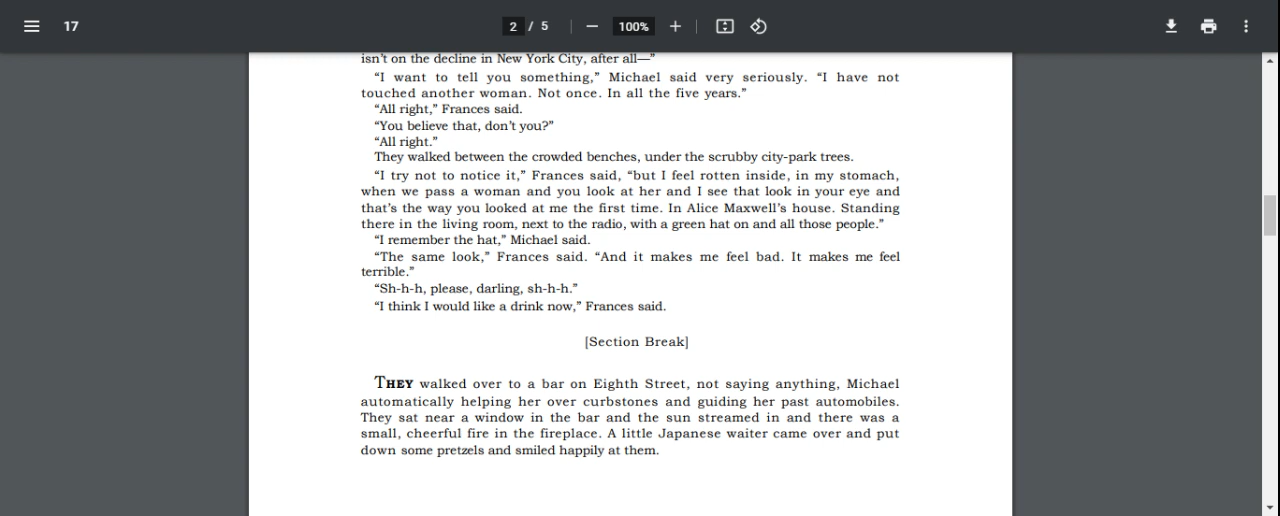 17
2 / 5
100%
isn’t on the decline in New York City, after all—”
“I want to tell you something,” Michael said very seriously. “I have not
touched another woman. Not once. In all the five years.”
“All right,” Frances said.
“You believe that, don’t you?”
“All right.”
They walked between the crowded benches, under the scrubby city-park trees.
“I try not to notice it,” Frances said, “but I feel rotten inside, in my stomach,
when we pass a woman and you look at her and I see that look in your eye and
that’s the way you looked at me the first time. In Alice Maxwell’s house. Standing
there in the living room, next to the radio, with a green hat on and all those people.”
“I remember the hat,” Michael said.
“The same look,” Frances said. “And it makes me feel bad. It makes me feel
terrible.”
“Sh-h-h, please, darling, sh-h-h.”
“I think I would like a drink now,” Frances said.
[Section Break]
THEY walked over to a bar on Eighth Street, not saying anything, Michael
automatically helping her over curbstones and guiding her past automobiles.
They sat near a window in the bar and the sun streamed in and there was a
small, cheerful fire in the fireplace. A little Japanese waiter came over and put
down some pretzels and smiled happily at them.